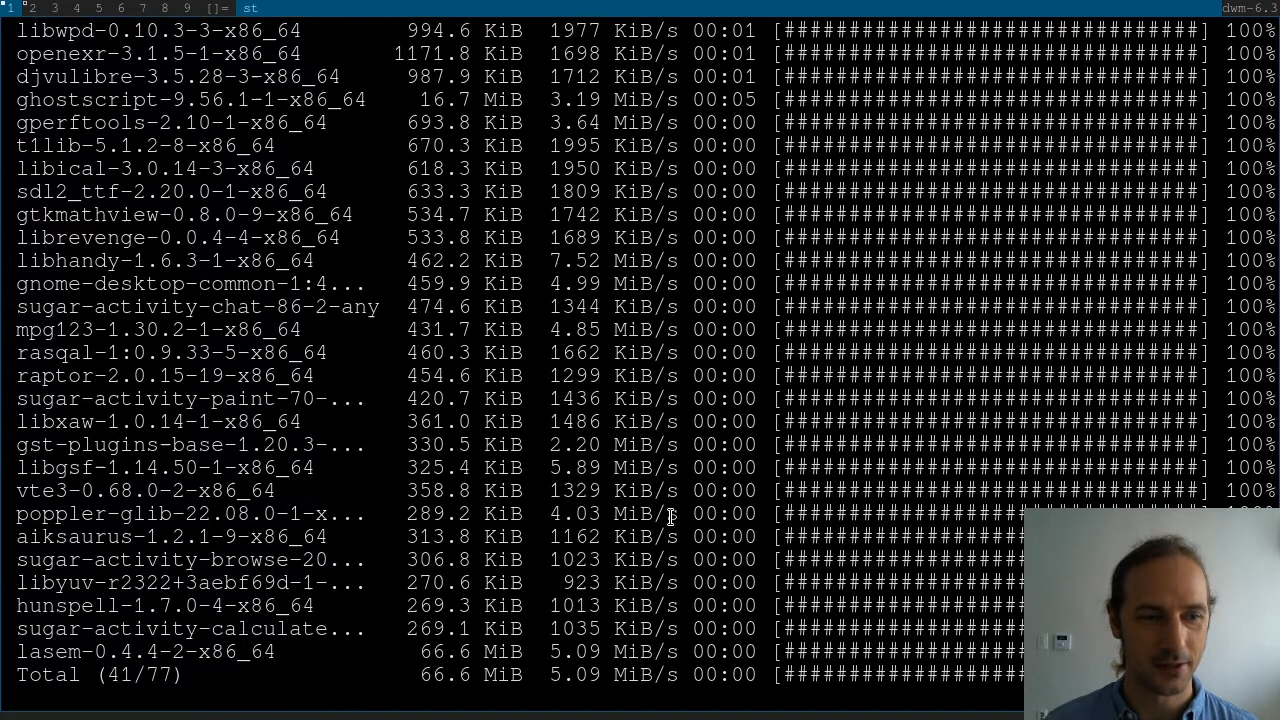 1 2 3 4 5 6 7 8 9 []= st dwm-6.3
libwpd-0.10.3-3-x86_64 994.6 KiB 1977 KiB/s 00:01 [################################] 100%
openexr-3.1.5-1-x86_64 1171.8 KiB 1698 KiB/s 00:01 [################################] 100%
djvulibre-3.5.28-3-x86_64 987.9 KiB 1712 KiB/s 00:01 [################################] 100%
ghostscript-9.56.1-1-x86_64 16.7 MiB 3.19 MiB/s 00:05 [################################] 100%
gperftools-2.10-1-x86_64 693.8 KiB 3.64 MiB/s 00:00 [################################] 100%
t1lib-5.1.2-8-x86_64 670.3 KiB 1995 KiB/s 00:00 [################################] 100%
libical-3.0.14-3-x86_64 618.3 KiB 1950 KiB/s 00:00 [################################] 100%
sdl2_ttf-2.20.0-1-x86_64 633.3 KiB 1809 KiB/s 00:00 [################################] 100%
gtkmathview-0.8.0-9-x86_64 534.7 KiB 1742 KiB/s 00:00 [################################] 100%
librevenge-0.0.4-4-x86_64 533.8 KiB 1689 KiB/s 00:00 [################################] 100%
libhandy-1.6.3-1-x86_64 462.2 KiB 7.52 MiB/s 00:00 [################################] 100%
gnome-desktop-common-1:4... 459.9 KiB 4.99 MiB/s 00:00 [################################] 100%
sugar-activity-chat-86-2-any 474.6 KiB 1344 KiB/s 00:00 [################################] 100%
mpg123-1.30.2-1-x86_64 431.7 KiB 4.85 MiB/s 00:00 [################################] 100%
rasqal-1:0.9.33-5-x86_64 460.3 KiB 1662 KiB/s 00:00 [################################] 100%
raptor-2.0.15-19-x86_64 454.6 KiB 1299 KiB/s 00:00 [################################] 100%
sugar-activity-paint-70-... 420.7 KiB 1436 KiB/s 00:00 [################################] 100%
libxaw-1.0.14-1-x86_64 361.0 KiB 1486 KiB/s 00:00 [################################] 100%
gst-plugins-base-1.20.3-... 330.5 KiB 2.20 MiB/s 00:00 [################################] 100%
libgsf-1.14.50-1-x86_64 325.4 KiB 5.89 MiB/s 00:00 [################################] 100%
vte3-0.68.0-2-x86_64 358.8 KiB 1329 KiB/s 00:00 [################################] 100%
poppler-glib-22.08.0-1-x... 289.2 KiB 4.03 MiB/s 00:00 [##################
aiksaurus-1.2.1-9-x86_64 313.8 KiB 1162 KiB/s 00:00 [##################
sugar-activity-browse-20... 306.8 KiB 1023 KiB/s 00:00 [##################
libyuv-r2322+3aebf69d-1-... 270.6 KiB 923 KiB/s 00:00 [##################
hunspell-1.7.0-4-x86_64 269.3 KiB 1013 KiB/s 00:00 [##################
sugar-activity-calculate... 269.1 KiB 1035 KiB/s 00:00 [##################
lasem-0.4.4-2-x86_64 66.6 MiB 5.09 MiB/s 00:00 [##################
Total (41/77) 66.6 MiB 5.09 MiB/s 00:00 [##################